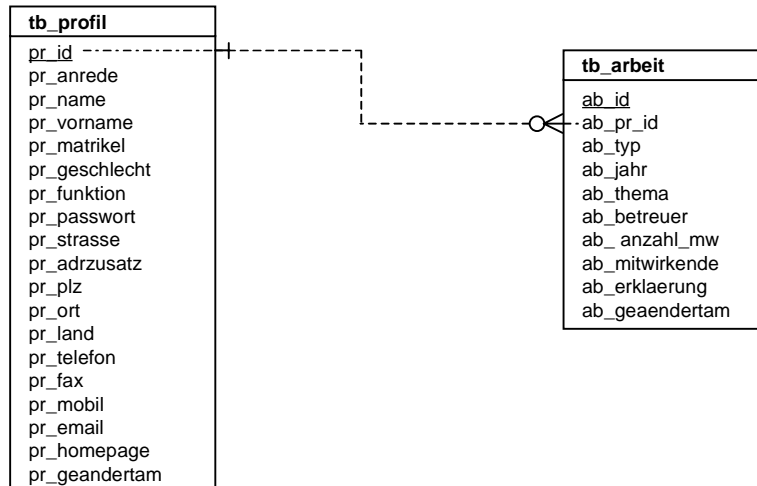 tb_profil
pr_id
pr_anrede
pr_name
pr_vorname
pr_matrikel
pr_geschlecht
pr_funktion
pr_passwort
pr_strasse
pr_adrzusatz
pr_plz
pr_ort
pr_land
pr_telefon
pr_fax
pr_mobil
pr_email
pr_homepage
pr_geandertam
tb_arbeit
ab_id
ab_pr_id
ab_typ
ab_jahr
ab_thema
ab_betreuer
ab_ anzahl_mw
ab_mitwirkende
ab_erklaerung
ab_geaendertam